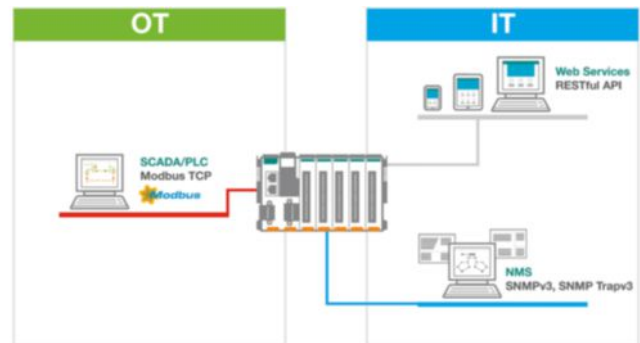 OT
IT
Web Services
RESTful API
SCADA/PLC
Modbus TCP
Modbus
NMS
SNMPv3, SNMP Trapv3